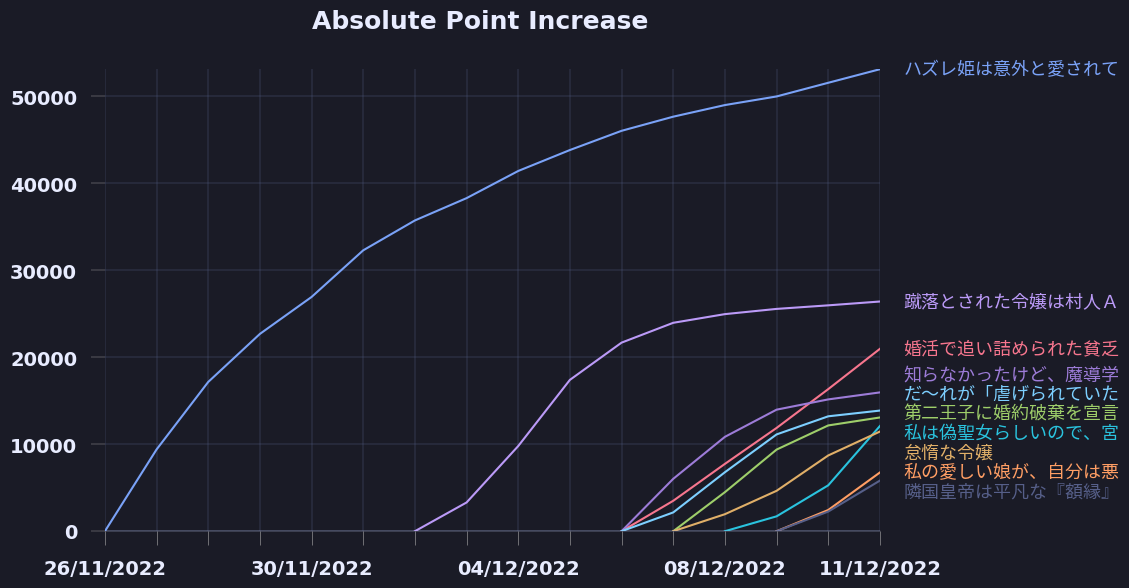 Absolute Point Increase
50000
40000
30000
20000
10000
0
26/11/2022
30/11/2022
04/12/2022
08/12/2022
11/12/2022
ハズレ姫は意外と愛されて
蹴落とされた令嬢は村人Ａ
婚活で追い詰められた貧乏
知らなかったけど、魔導学
だ～れが「虐げられていた
第二王子に婚約破棄を宣言
私は偽聖女らしいので、宮
怠惰な令嬢
私の愛しい娘が、自分は悪
隣国皇帝は平凡な『額縁』